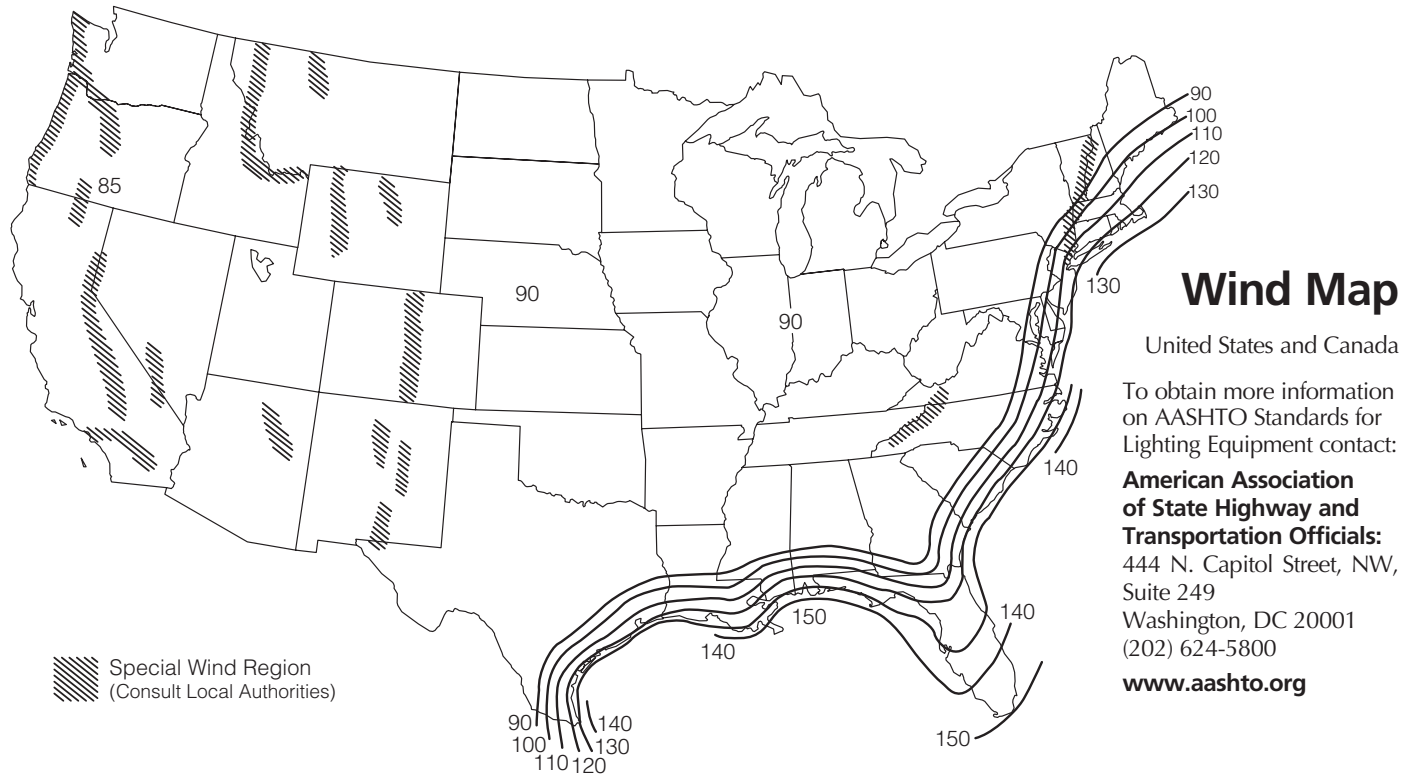 90
100
110
120
130
85
Wind Map
130
90
90
United States and Canada
To obtain more information
on AASHTO Standards for
Lighting Equipment contact:
140
American Association
of State Highway and
Transportation Officials:
444 N. Capitol Street, NW,
Suite 249
Washington, DC 20001
(202) 624-5800
www.aashto.org
150
140
140
Special Wind Region
(Consult Local Authorities)
90
100
110
120
130
140
150